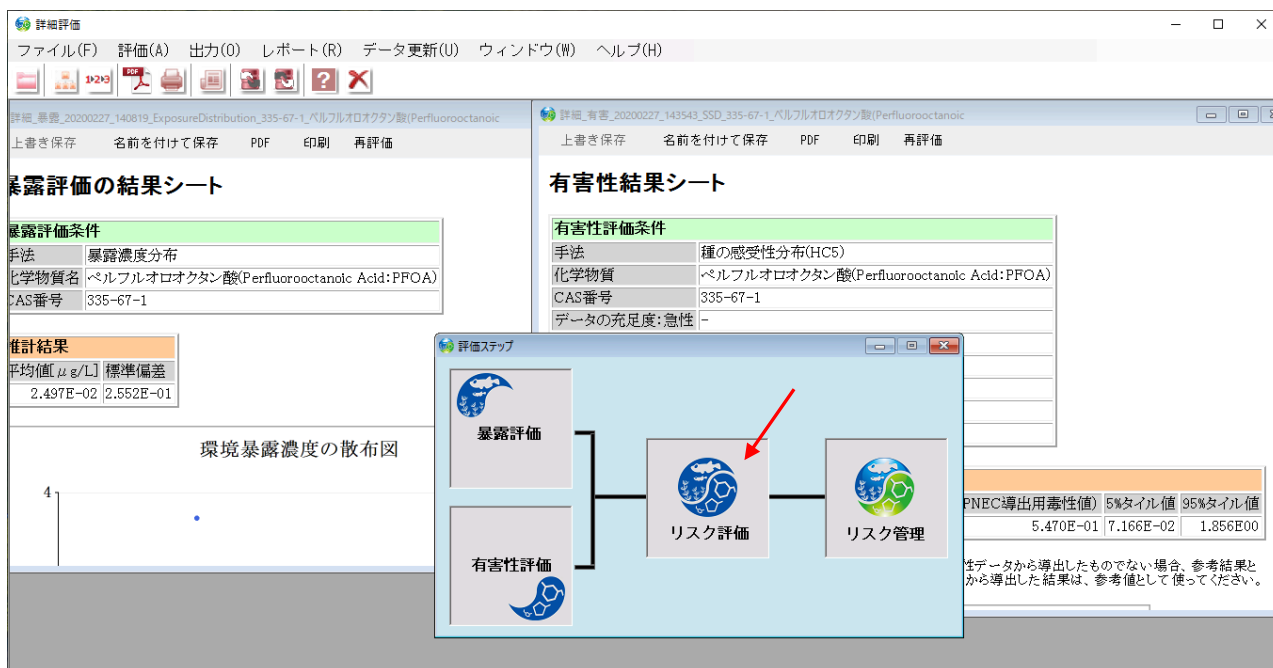 詳細評価
ファイル(F) 評価(A) 出力(O) レポート(R) データ更新(U) ウィンドウ(W) ヘルプ(H)
詳細_暴露_20200227_140819_ExposureDistribution_335-67-1_ペルフルオロオクタン酸(Perfluorooctanoic
上書き保存 名前を付けて保存 PDF 印刷 再評価
暴露評価の結果シート
暴露評価条件
手法 暴露濃度分布
化学物質名 ペルフルオロオクタン酸(Perfluorooctanoic Acid:PFOA)
CAS番号 335-67-1
推計結果
平均値[μg/L] 標準偏差
2.497E-02 2.552E-01
環境暴露濃度の散布図
4
詳細_有害_20200227_143543_SSD_335-67-1_ペルフルオロオクタン酸(Perfluorooctanoic
上書き保存 名前を付けて保存 PDF 印刷 再評価
有害性結果シート
有害性評価条件
手法 種の感受性分布(HC5)
化学物質 ペルフルオロオクタン酸(Perfluorooctanoic Acid:PFOA)
CAS番号 335-67-1
データの充足度:急性 -
PNEC導出用毒性値) 5%タイル値 95%タイル値
5.470E-01 7.166E-02 1.856E00
性データから導出したものでない場合、参考結果と
から導出した結果は、参考値として使ってください。
評価ステップ
暴露評価
有害性評価
リスク評価
リスク管理